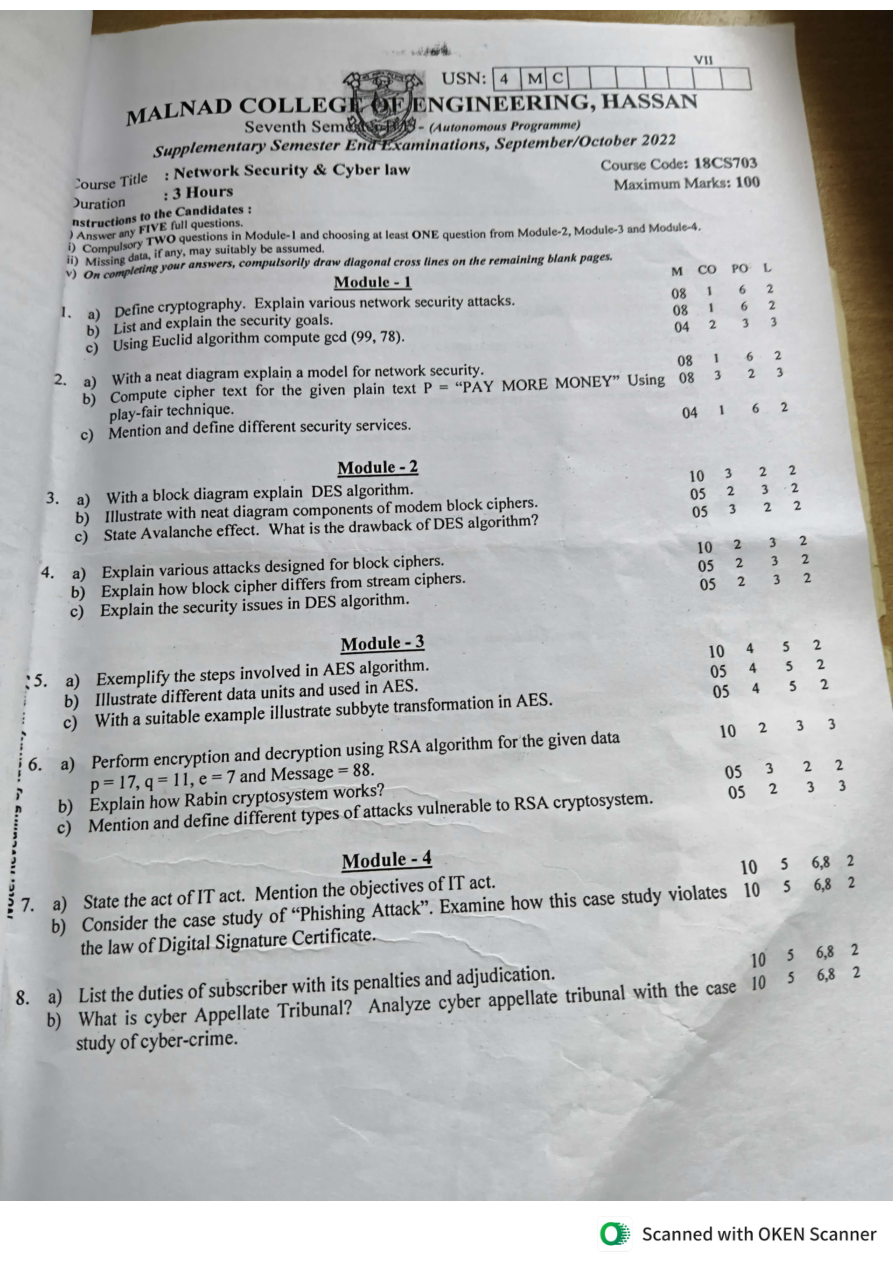 VII
USN: 4 M C
MALNAD COLLEGE OF ENGINEERING, HASSAN
Seventh - (Autonomous Programme)
Supplementary Semester End Examinations, September/October 2022
Course Title : Network Security & Cyber law Course Code: 18CS703
Duration : 3 Hours Maximum Marks: 100
nstructions to the Candidates :
) Answer any FIVE full questions.
i) Compulsory TWO questions in Module-1 and choosing at least ONE question from Module-2, Module-3 and Module-4.
ii) Missing data, if any, may suitably be assumed.
v) On completing your answers, compulsorily draw diagonal cross lines on the remaining blank pages.
Module - 1 M CO PO L
1. a) Define cryptography. Explain various network security attacks. 08 1 6 2
b) List and explain the security goals. 08 1 6 2
c) Using Euclid algorithm compute gcd (99, 78). 04 2 3 3
2. a) With a neat diagram explain a model for network security. 08 1 6 2
b) Compute cipher text for the given plain text P = “PAY MORE MONEY” Using 08 3 2 3
play-fair technique.
c) Mention and define different security services. 04 1 6 2
Module - 2
3. a) With a block diagram explain DES algorithm. 10 3 2 2
b) Illustrate with neat diagram components of modem block ciphers. 05 2 3 2
c) State Avalanche effect. What is the drawback of DES algorithm? 05 3 2 2
4. a) Explain various attacks designed for block ciphers. 10 2 3 2
b) Explain how block cipher differs from stream ciphers. 05 2 3 2
c) Explain the security issues in DES algorithm. 05 2 3 2
Module - 3
5. a) Exemplify the steps involved in AES algorithm. 10 4 5 2
b) Illustrate different data units and used in AES. 05 4 5 2
c) With a suitable example illustrate subbyte transformation in AES. 05 4 5 2
6. a) Perform encryption and decryption using RSA algorithm for the given data 10 2 3 3
p = 17, q = 11, e = 7 and Message = 88.
b) Explain how Rabin cryptosystem works? 05 3 2 2
c) Mention and define different types of attacks vulnerable to RSA cryptosystem. 05 2 3 3
Module - 4
7. a) State the act of IT act. Mention the objectives of IT act. 10 5 6,8 2
b) Consider the case study of “Phishing Attack”. Examine how this case study violates 10 5 6,8 2
the law of Digital Signature Certificate.
8. a) List the duties of subscriber with its penalties and adjudication. 10 5 6,8 2
b) What is cyber Appellate Tribunal? Analyze cyber appellate tribunal with the case 10 5 6,8 2
study of cyber-crime.
Scanned with OKEN Scanner